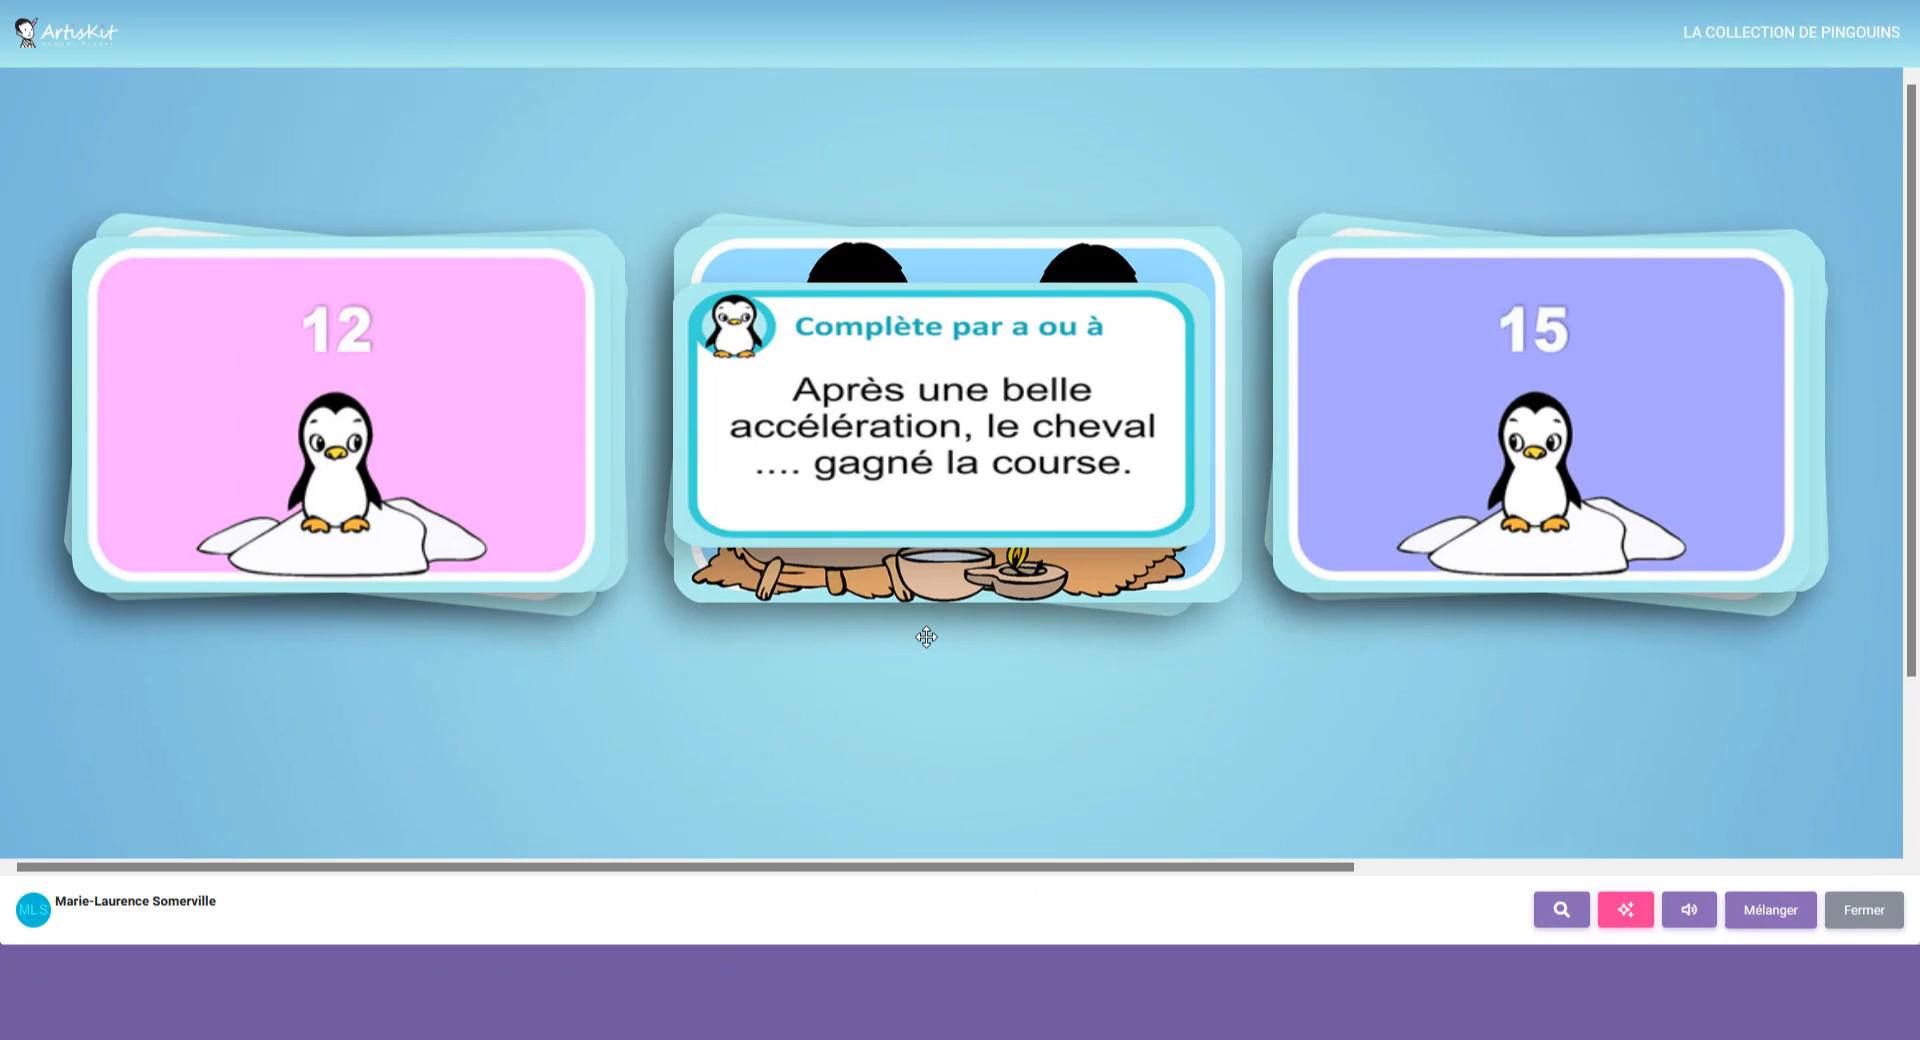 ArtisKit
LA COLLECTION DE PINGOUINS
12
Complète par a ou à
Après une belle
accélération, le cheval
.... gagné la course.
15
MLS
Marie-Laurence Somerville
Mélanger
Fermer